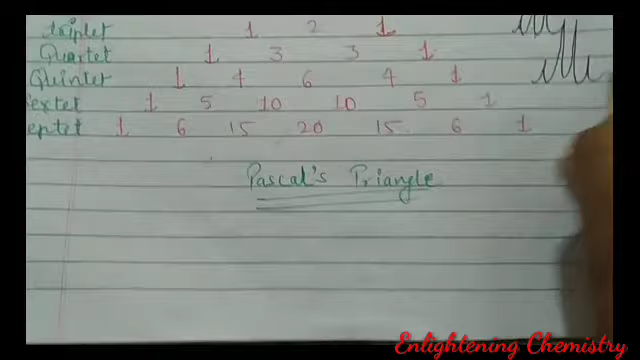 triplet 1 2 1
Quartet 1 3 3 1
Quintet 1 4 6 4 1
sextet 1 5 10 10 5 1
eptet 1 6 15 20 15 6 1
Pascal's Triangle
Enlightening Chemistry